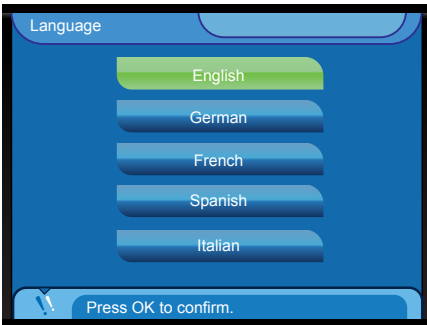 Language
English
German
French
Spanish
Italian
Press OK to confirm.